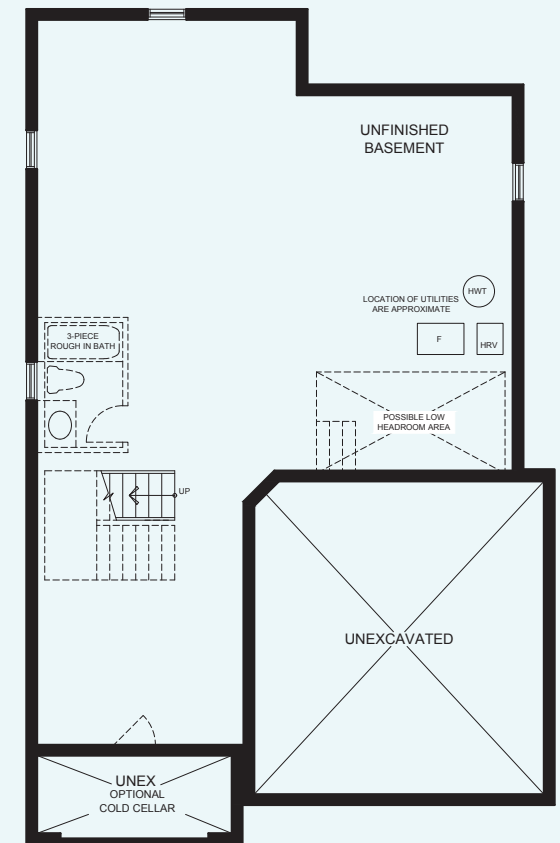 UNFINISHED
BASEMENT
HWT
LOCATION OF UTILITIES
ARE APPROXIMATE
F
HRV
3-PIECE
ROUGH IN BATH
POSSIBLE LOW
HEADROOM AREA
UP
UNEXCAVATED
UNEX
OPTIONAL
COLD CELLAR